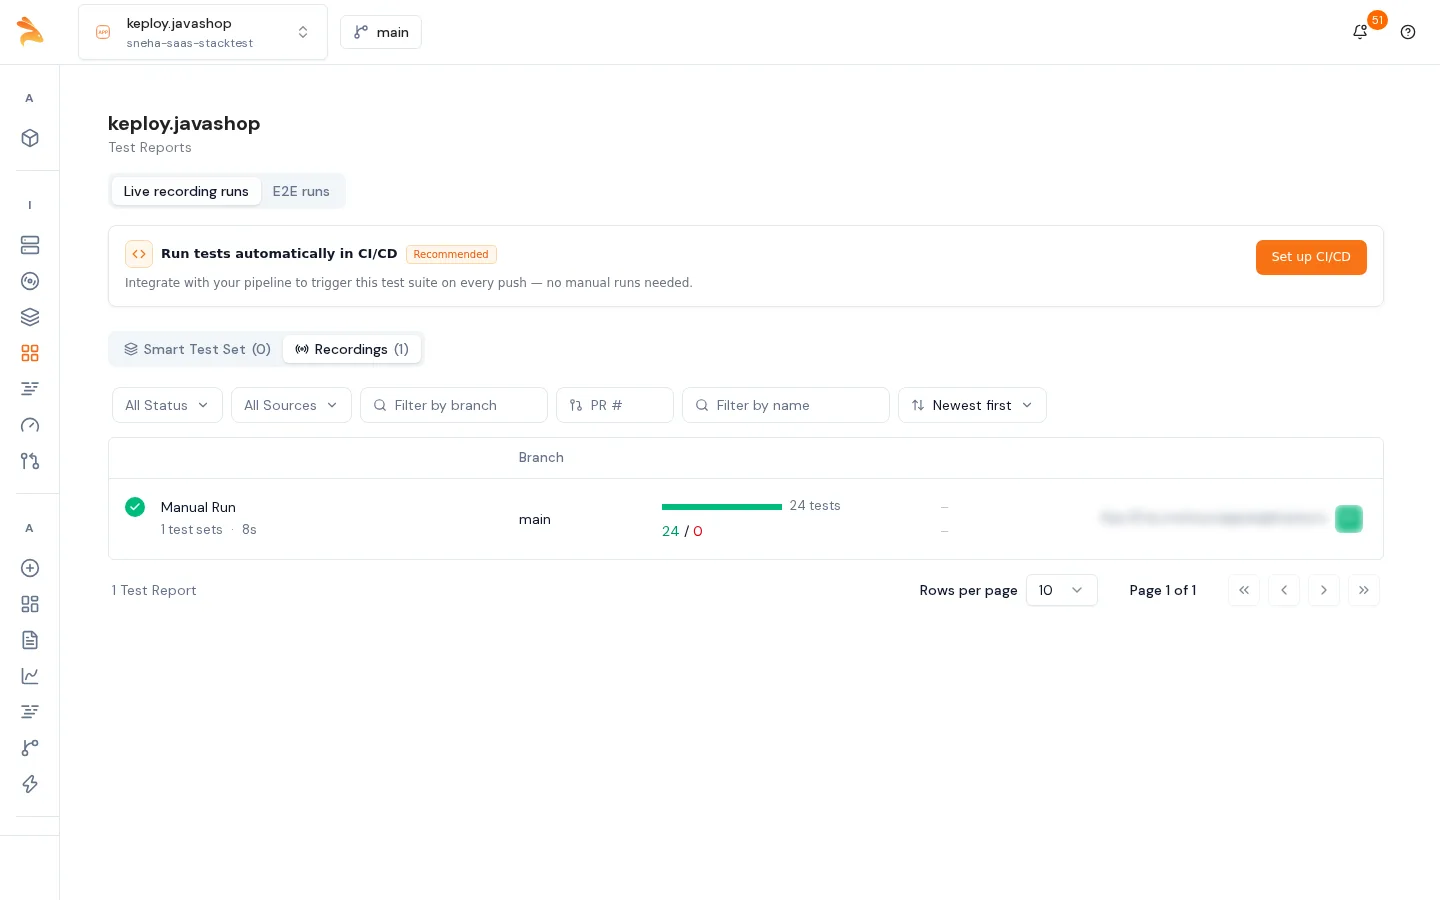 keploy.javashop
sneha-saas-stacktest
main
51
A
I
A
APP
keploy.javashop
Test Reports
Live recording runs
E2E runs
Run tests automatically in CI/CD
Recommended
Set up CI/CD
Integrate with your pipeline to trigger this test suite on every push — no manual runs needed.
Smart Test Set (0)
Recordings (1)
All Status
All Sources
Filter by branch
PR #
Filter by name
Newest first
Branch
Manual Run
1 test sets · 8s
main
24 tests
24 / 0
–
–
1 Test Report
Rows per page
10
Page 1 of 1